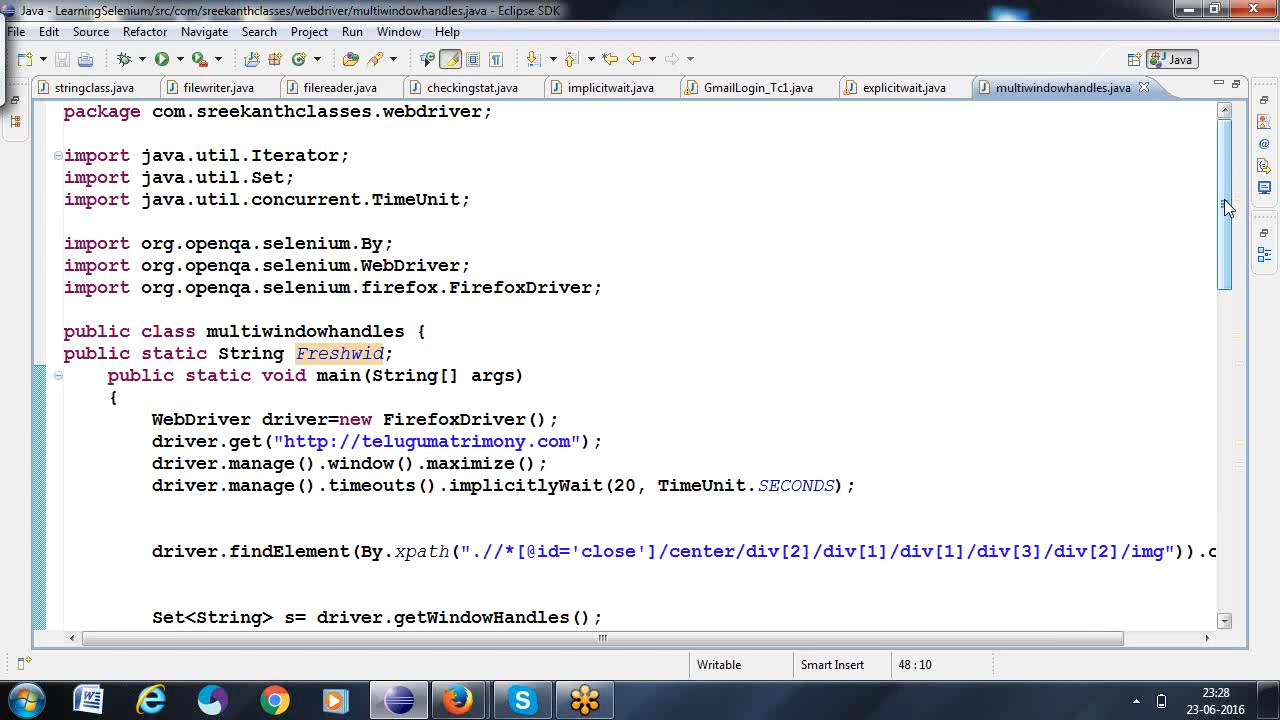 Java - LearningSelenium/src/com/sreekanthclasses/webdriver/multiwindowhandles.java - Eclipse SDK
File Edit Source Refactor Navigate Search Project Run Window Help
Java
stringclass.java filewriter.java filereader.java checkingstat.java implicitwait.java GmailLogin_Tc1.java explicitwait.java multiwindowhandles.java
package com.sreekanthclasses.webdriver;
import java.util.Iterator;
import java.util.Set;
import java.util.concurrent.TimeUnit;
import org.openqa.selenium.By;
import org.openqa.selenium.WebDriver;
import org.openqa.selenium.firefox.FirefoxDriver;
public class multiwindowhandles {
public static String Freshwid;
public static void main(String[] args)
{
WebDriver driver=new FirefoxDriver();
driver.get("http://telugumatrimony.com");
driver.manage().window().maximize();
driver.manage().timeouts().implicitlyWait(20, TimeUnit.SECONDS);
driver.findElement(By.xpath(".//*[@id='close']/center/div[2]/div[1]/div[1]/div[3]/div[2]/img")).c
Set<String> s= driver.getWindowHandles();
Writable Smart Insert 48 : 10
23:28
23-06-2016